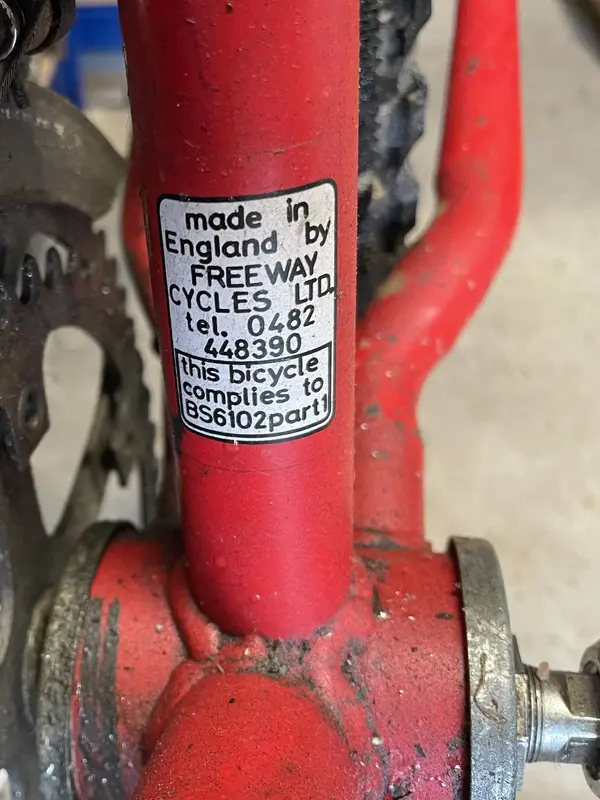 made in
England by
FREEWAY
CYCLES LTD.
tel. 0482
448390
this bicycle
complies to
BS6102part1